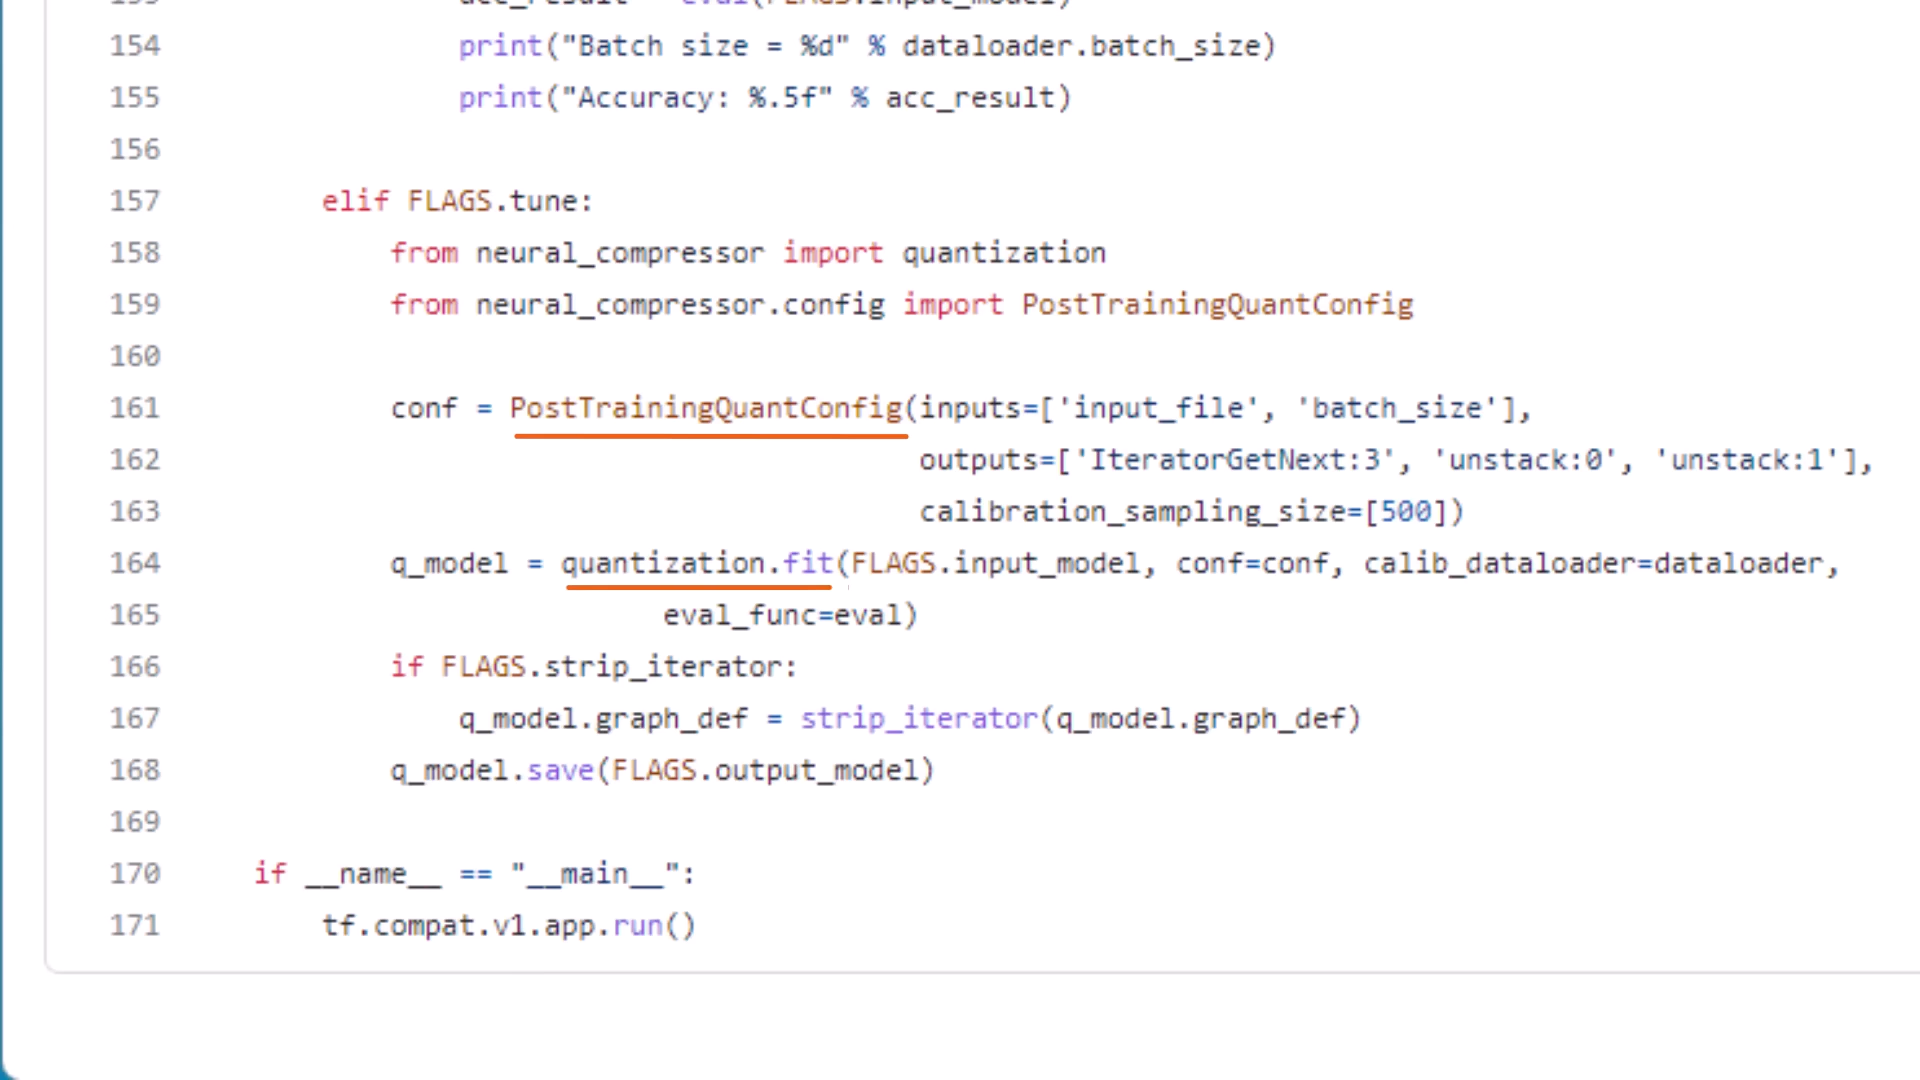 154 print("Batch size = %d" % dataloader.batch_size)
155 print("Accuracy: %.5f" % acc_result)
156
157 elif FLAGS.tune:
158 from neural_compressor import quantization
159 from neural_compressor.config import PostTrainingQuantConfig
160
161 conf = PostTrainingQuantConfig(inputs=['input_file', 'batch_size'],
162 outputs=['IteratorGetNext:3', 'unstack:0', 'unstack:1'],
163 calibration_sampling_size=[500])
164 q_model = quantization.fit(FLAGS.input_model, conf=conf, calib_dataloader=dataloader,
165 eval_func=eval)
166 if FLAGS.strip_iterator:
167 q_model.graph_def = strip_iterator(q_model.graph_def)
168 q_model.save(FLAGS.output_model)
169
170 if __name__ == "__main__":
171 tf.compat.v1.app.run()